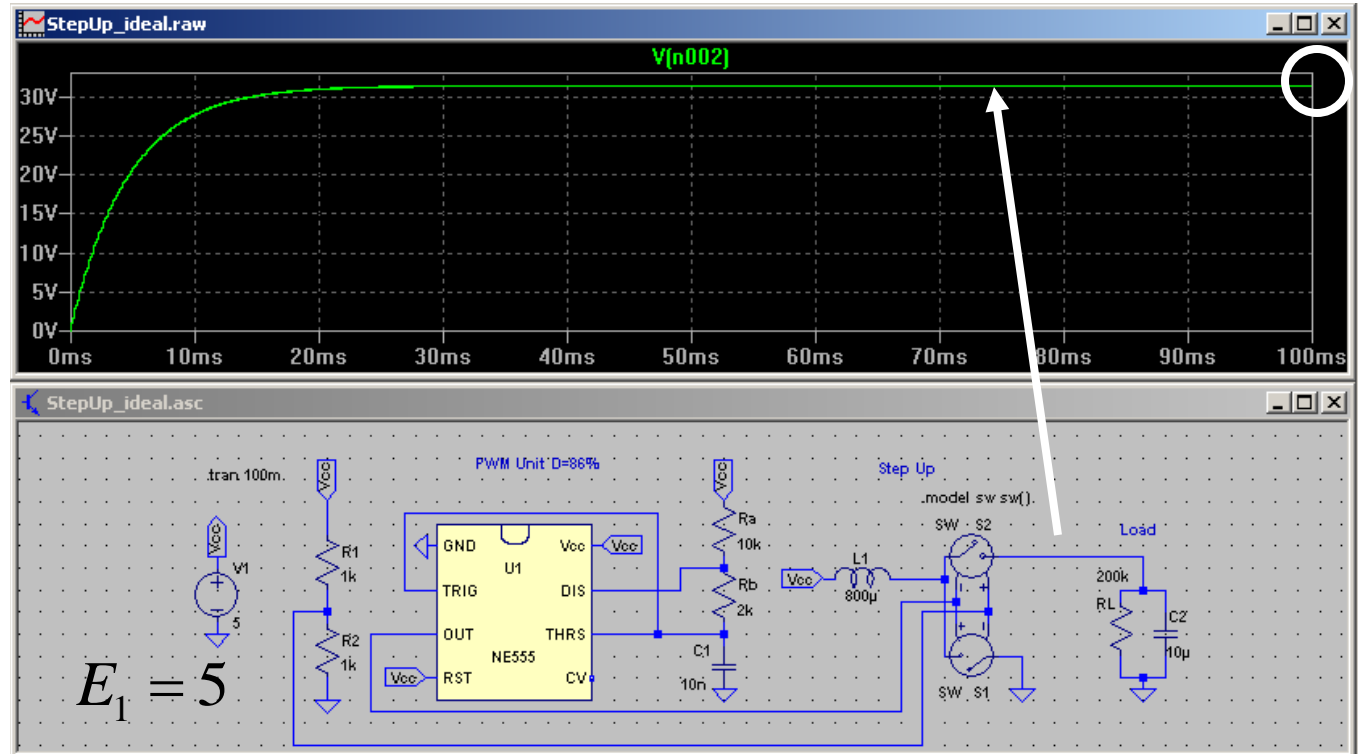 StepUp_ideal.raw
V(n002)
30V
25V
20V
15V
10V
5V
0V
0ms 10ms 20ms 30ms 40ms 50ms 60ms 70ms 80ms 90ms 100ms
StepUp_ideal.asc
.tran 100m
PWM Unit D=86%
Step Up
.model sw sw()
Vcc
Vcc
Vcc
V1
5
R1
1k
R2
1k
GND
Vcc
Vcc
U1
TRIG
DIS
OUT
THRS
NE555
Vcc
RST
CV
Ra
10k
Rb
2k
C1
10n
Vcc
L1
800µ
SW S2
- +
+ -
SW S1
Load
200k
RL
C2
10µ
E1 = 5